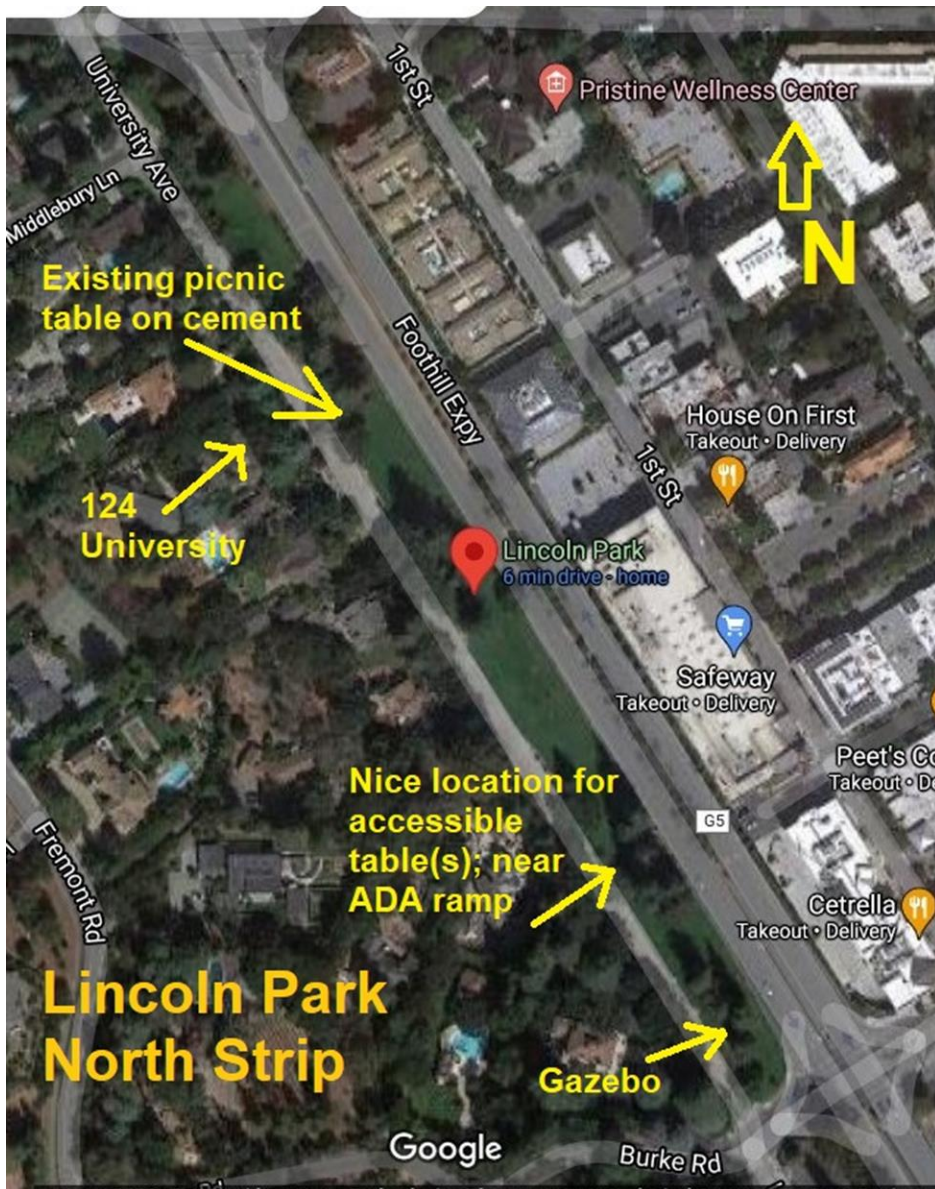 1st St
University Ave
Pristine Wellness Center
Middlebury Ln
N
Existing picnic
table on cement
Foothill Expy
House On First
Takeout • Delivery
1st St
124
University
Lincoln Park
6 min drive - home
Safeway
Takeout • Delivery
Peet's Co
Takeout • De
Nice location for
accessible
table(s); near
ADA ramp
G5
Fremont Rd
Cetrella
Takeout • Delivery
Lincoln Park
North Strip
Gazebo
Google
Burke Rd